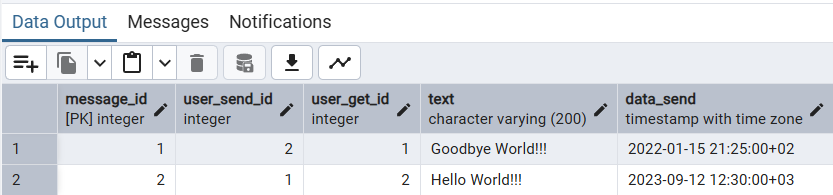 Data Output Messages Notifications
message_id user_send_id user_get_id text data_send
[PK] integer integer integer character varying (200) timestamp with time zone
1 1 2 1 Goodbye World!!! 2022-01-15 21:25:00+02
2 2 1 2 Hello World!!! 2023-09-12 12:30:00+03